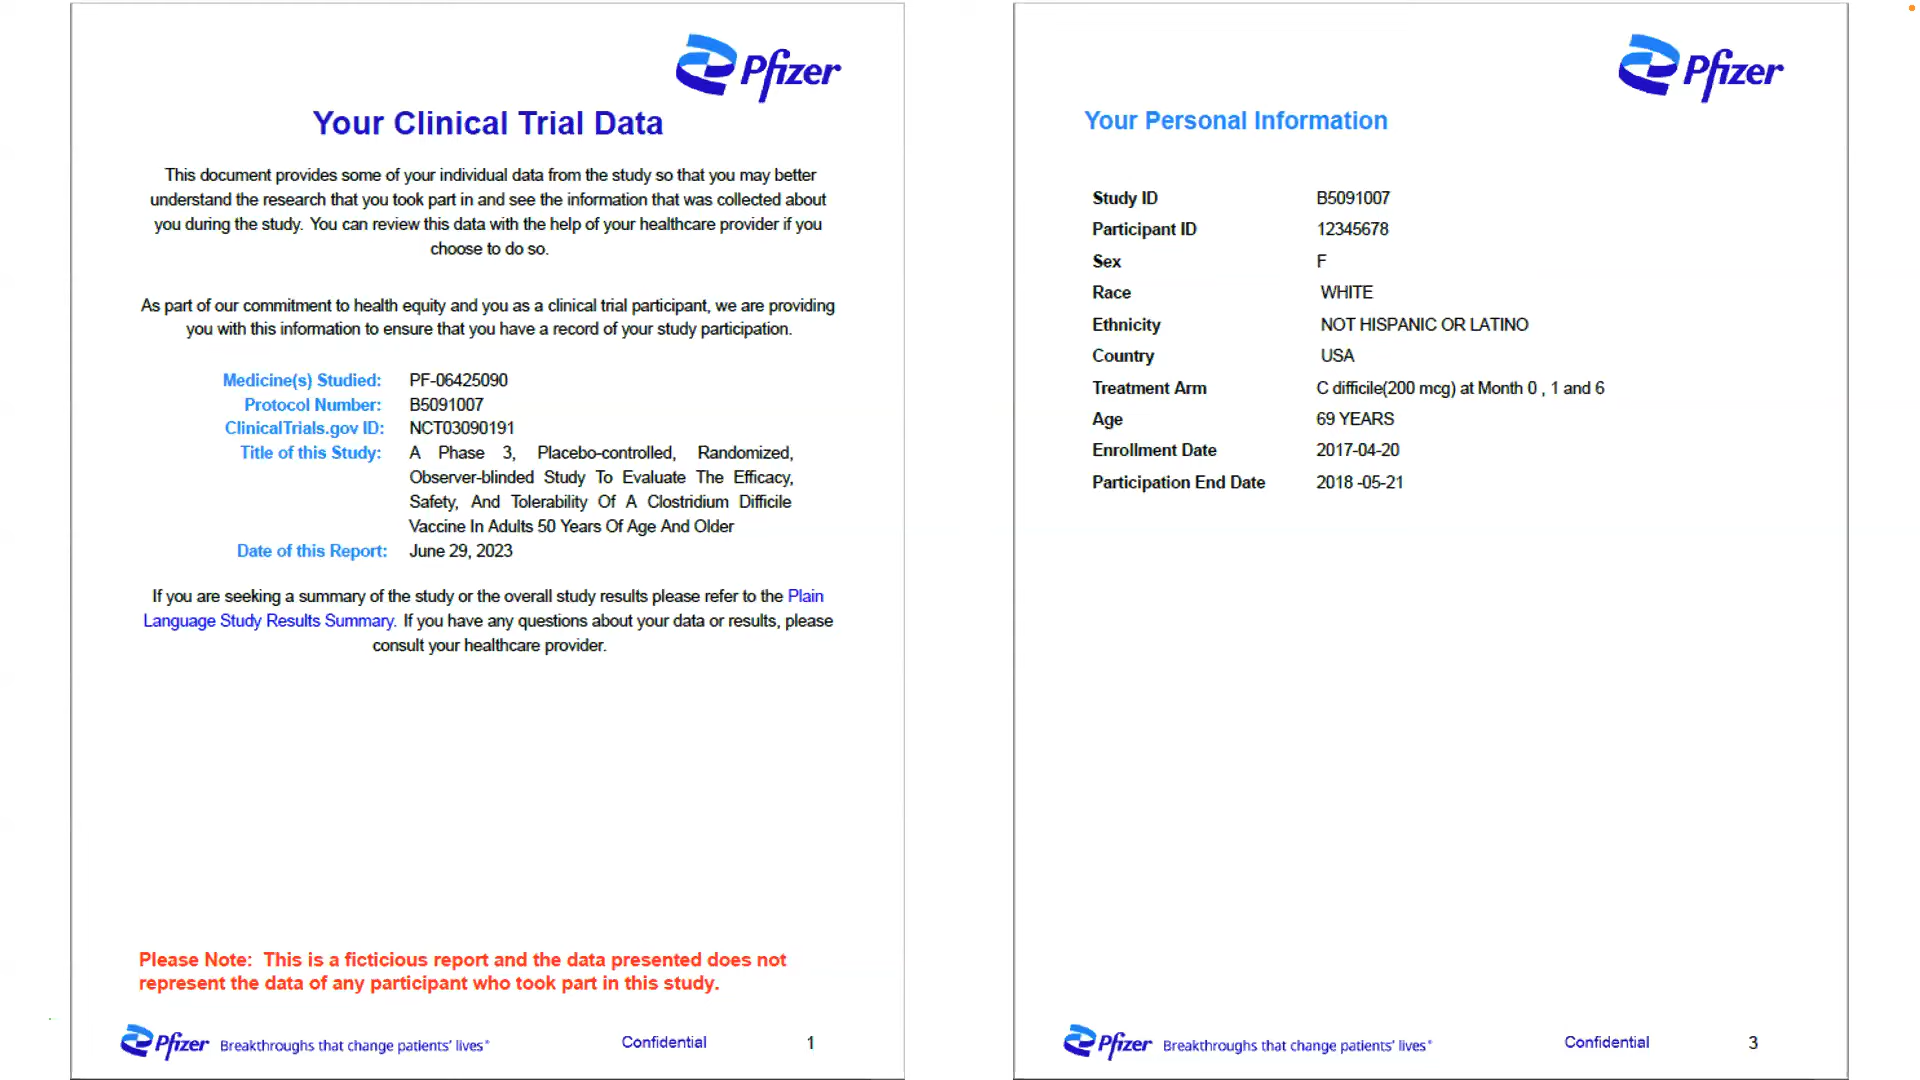 Pfizer
Your Clinical Trial Data
This document provides some of your individual data from the study so that you may better
understand the research that you took part in and see the information that was collected about
you during the study. You can review this data with the help of your healthcare provider if you
choose to do so.
As part of our commitment to health equity and you as a clinical trial participant, we are providing
you with this information to ensure that you have a record of your study participation.
Medicine(s) Studied: PF-06425090
Protocol Number: B5091007
ClinicalTrials.gov ID: NCT03090191
Title of this Study: A Phase 3, Placebo-controlled, Randomized,
Observer-blinded Study To Evaluate The Efficacy,
Safety, And Tolerability Of A Clostridium Difficile
Vaccine In Adults 50 Years Of Age And Older
Date of this Report: June 29, 2023
If you are seeking a summary of the study or the overall study results please refer to the Plain
Language Study Results Summary. If you have any questions about your data or results, please
consult your healthcare provider.
Please Note: This is a ficticious report and the data presented does not
represent the data of any participant who took part in this study.
Pfizer Breakthroughs that change patients' lives® Confidential 1
Pfizer
Your Personal Information
Study ID B5091007
Participant ID 12345678
Sex F
Race WHITE
Ethnicity NOT HISPANIC OR LATINO
Country USA
Treatment Arm C difficile(200 mcg) at Month 0 , 1 and 6
Age 69 YEARS
Enrollment Date 2017-04-20
Participation End Date 2018 -05-21
Pfizer Breakthroughs that change patients' lives® Confidential 3